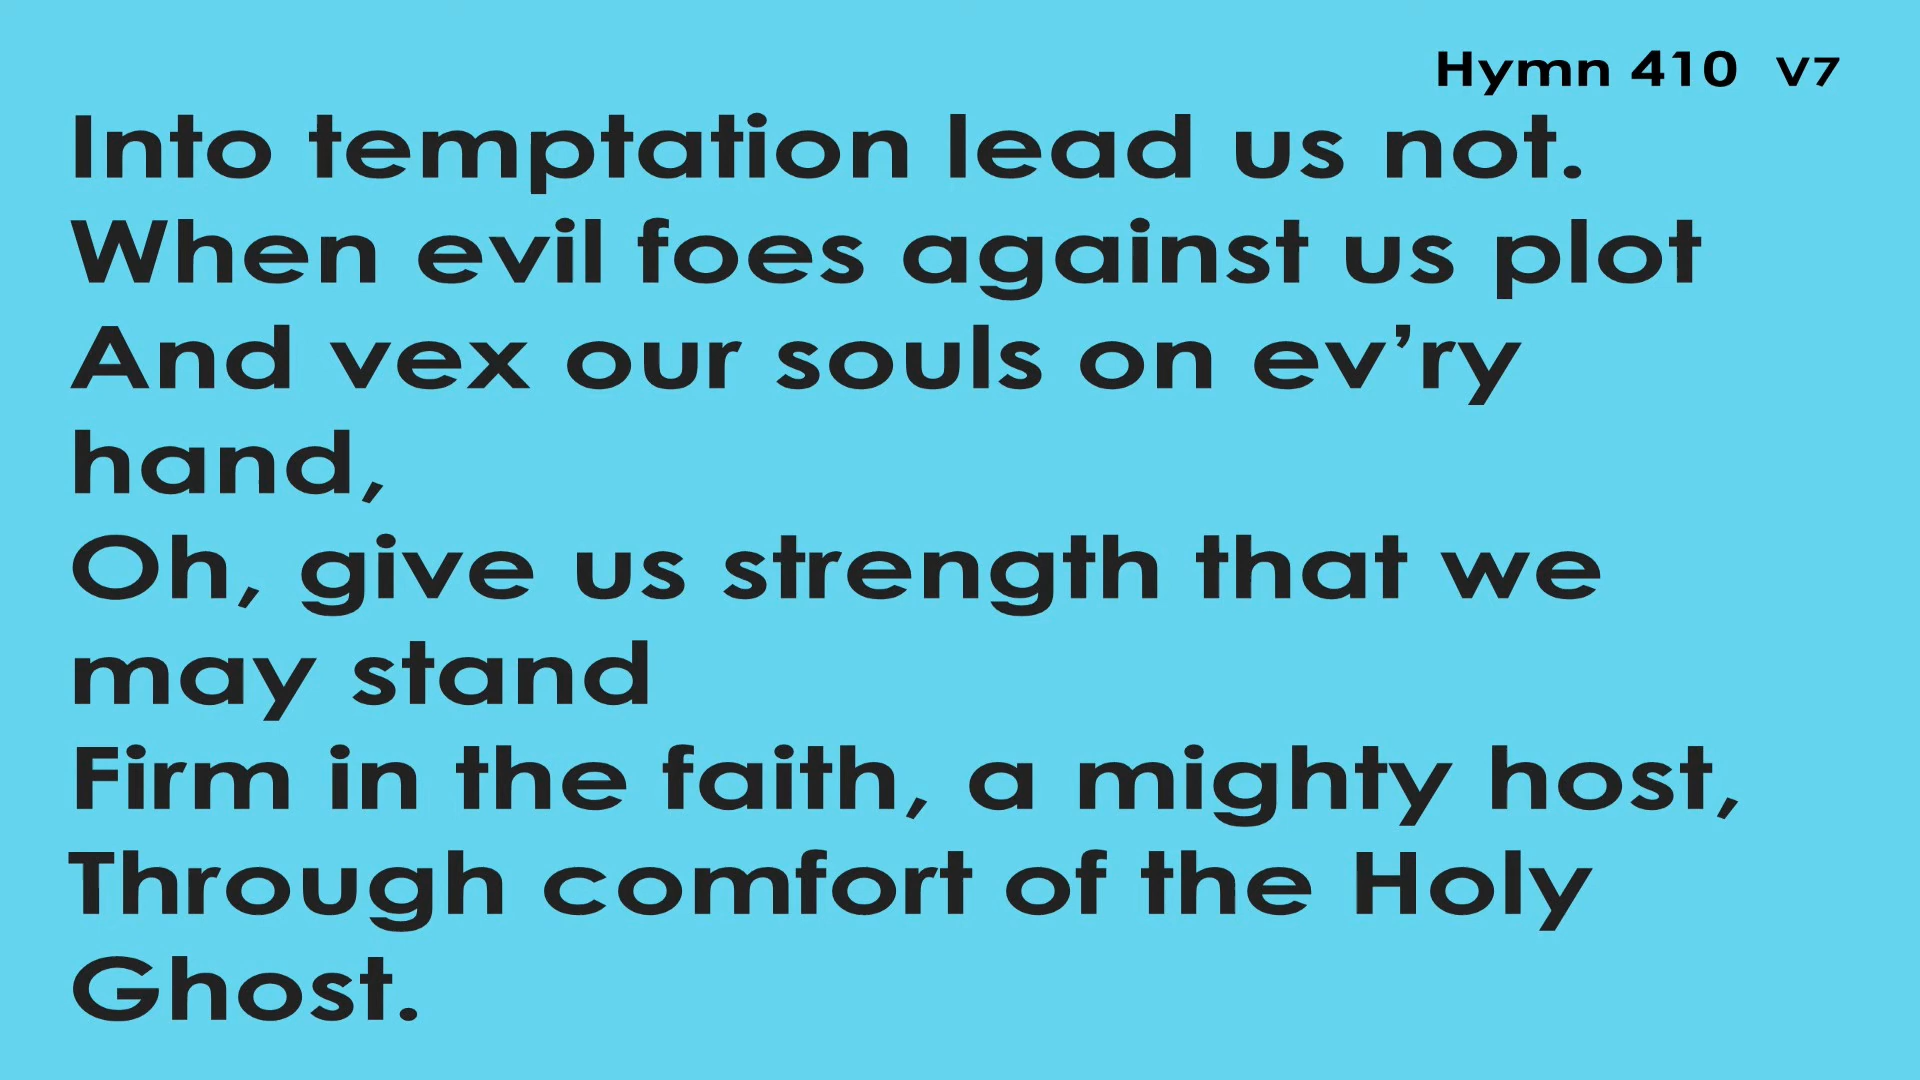 Hymn 410 V7
Into temptation lead us not.
When evil foes against us plot
And vex our souls on ev’ry
hand,
Oh, give us strength that we
may stand
Firm in the faith, a mighty host,
Through comfort of the Holy
Ghost.